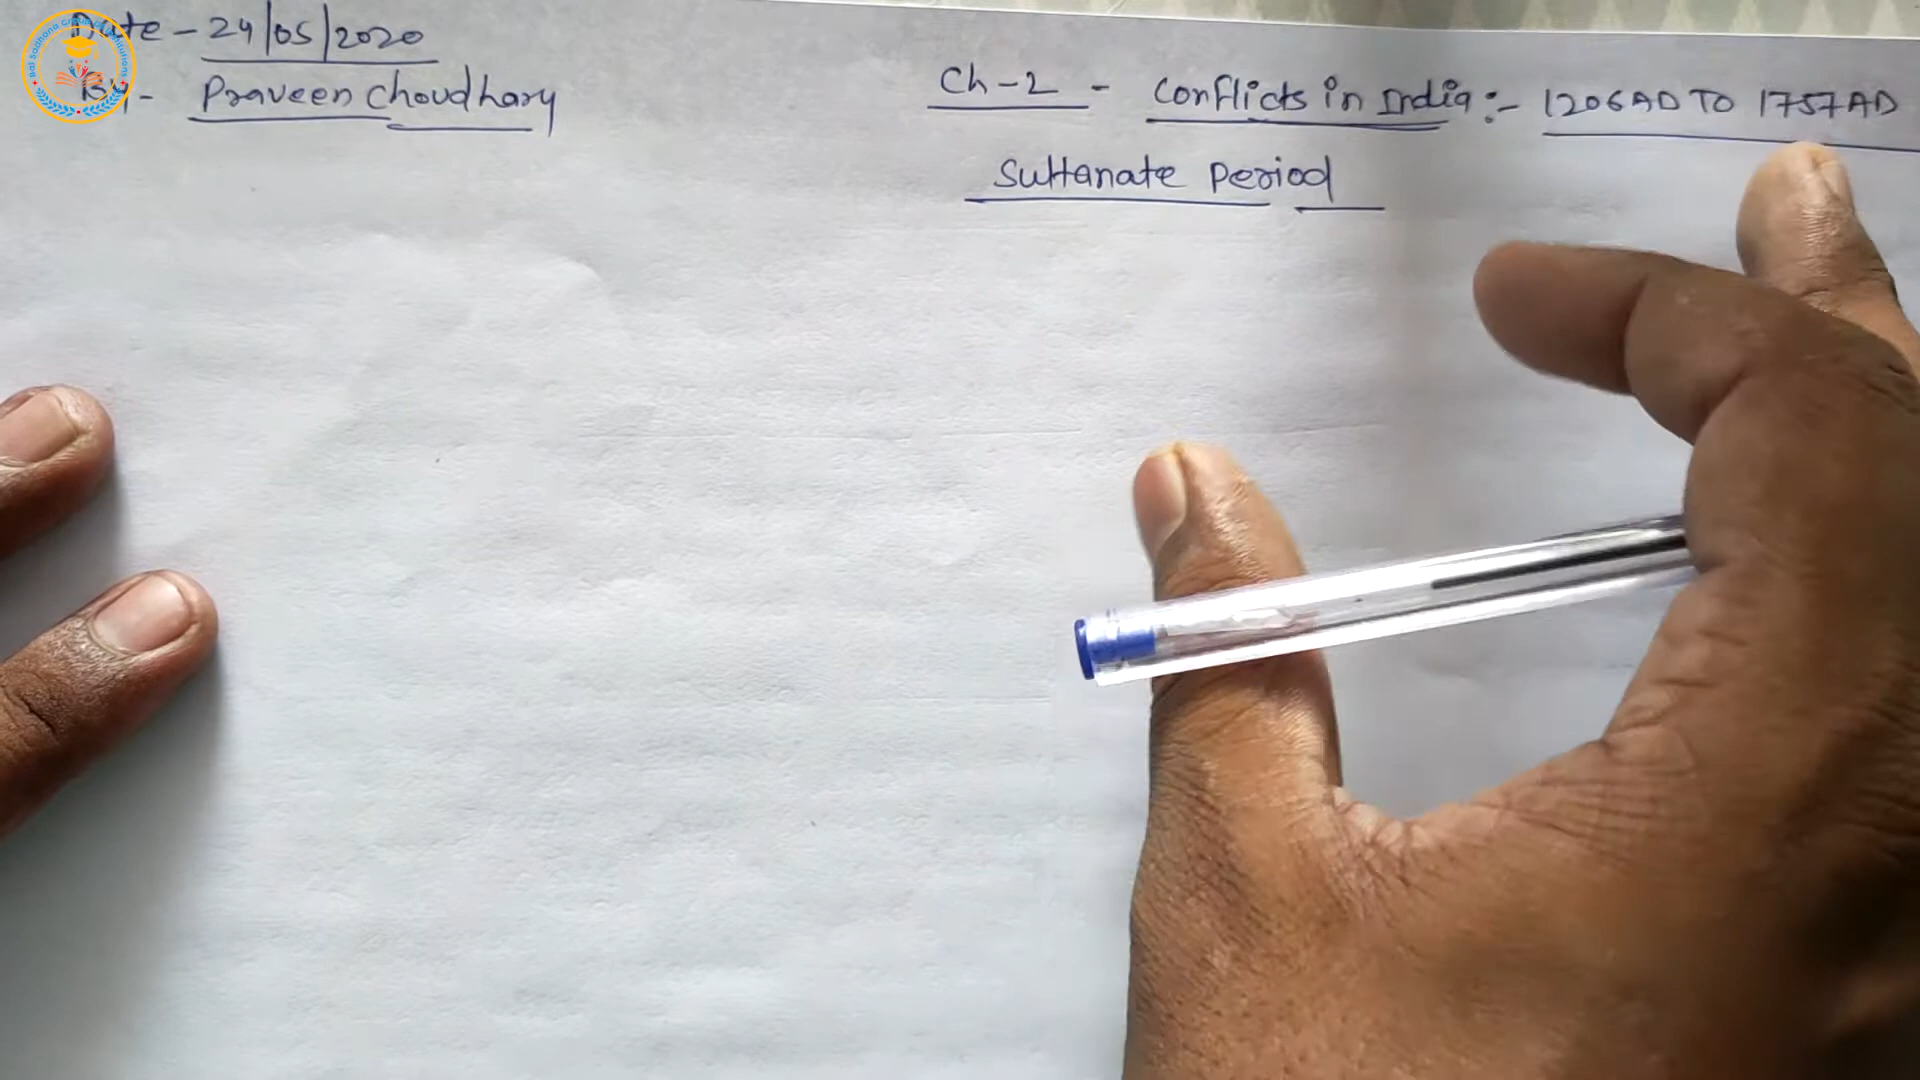 Date - 24/05/2020
By - Praveen Choudhary
Ch-2 - Conflicts in India :- 1206AD TO 1757AD
Sultanate Period